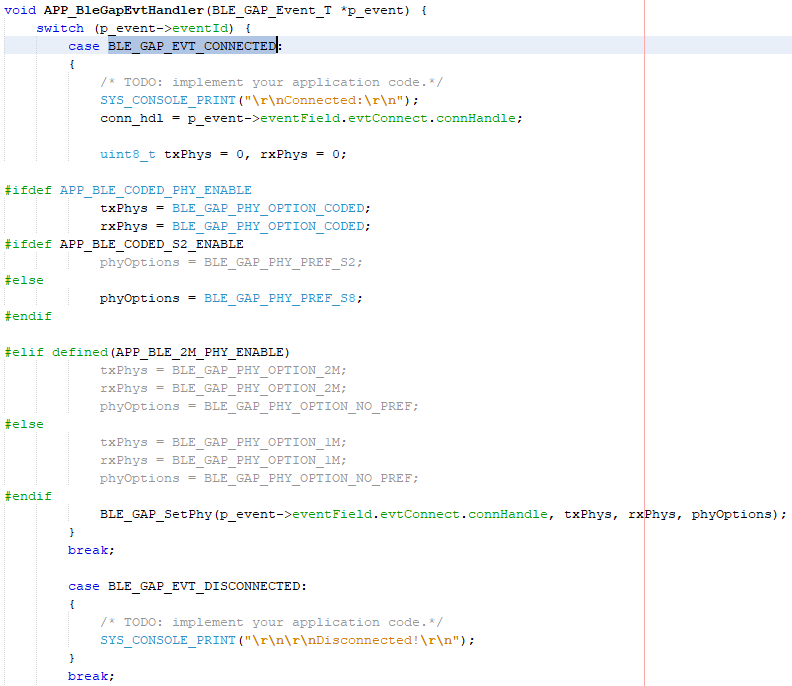 void APP_BleGapEvtHandler(BLE_GAP_Event_T *p_event) {
    switch (p_event->eventId) {
        case BLE_GAP_EVT_CONNECTED:
        {
            /* TODO: implement your application code.*/
            SYS_CONSOLE_PRINT("\r\nConnected:\r\n");
            conn_hdl = p_event->eventField.evtConnect.connHandle;

            uint8_t txPhys = 0, rxPhys = 0;

#ifdef APP_BLE_CODED_PHY_ENABLE
            txPhys = BLE_GAP_PHY_OPTION_CODED;
            rxPhys = BLE_GAP_PHY_OPTION_CODED;
#ifdef APP_BLE_CODED_S2_ENABLE
            phyOptions = BLE_GAP_PHY_PREF_S2;
#else
            phyOptions = BLE_GAP_PHY_PREF_S8;
#endif

#elif defined(APP_BLE_2M_PHY_ENABLE)
            txPhys = BLE_GAP_PHY_OPTION_2M;
            rxPhys = BLE_GAP_PHY_OPTION_2M;
            phyOptions = BLE_GAP_PHY_OPTION_NO_PREF;
#else
            txPhys = BLE_GAP_PHY_OPTION_1M;
            rxPhys = BLE_GAP_PHY_OPTION_1M;
            phyOptions = BLE_GAP_PHY_OPTION_NO_PREF;
#endif
            BLE_GAP_SetPhy(p_event->eventField.evtConnect.connHandle, txPhys, rxPhys, phyOptions);
        }
        break;

        case BLE_GAP_EVT_DISCONNECTED:
        {
            /* TODO: implement your application code.*/
            SYS_CONSOLE_PRINT("\r\n\r\nDisconnected!\r\n");
        }
        break;